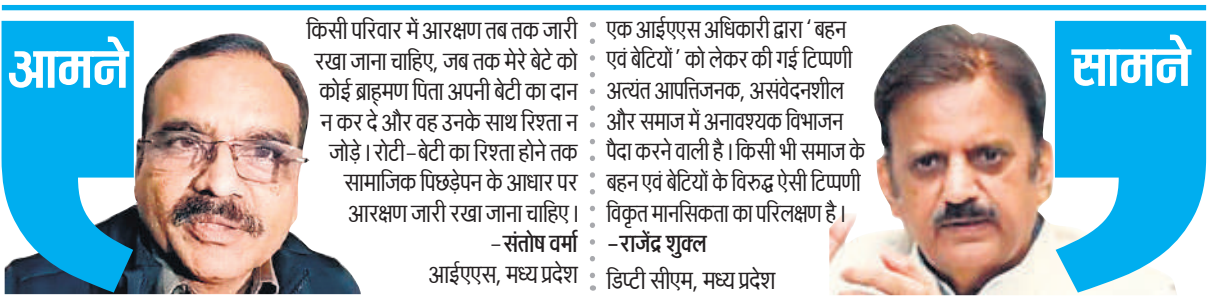 आमने
किसी परिवार में आरक्षण तब तक जारी
रखा जाना चाहिए, जब तक मेरे बेटे को
कोई ब्राह्मण पिता अपनी बेटी का दान
न कर दे और वह उनके साथ रिश्ता न
जोड़े। रोटी-बेटी का रिश्ता होने तक
सामाजिक पिछड़ेपन के आधार पर
आरक्षण जारी रखा जाना चाहिए।
-संतोष वर्मा
आईएएस, मध्य प्रदेश
एक आईएएस अधिकारी द्वारा ‘बहन
एवं बेटियों’ को लेकर की गई टिप्पणी
अत्यंत आपत्तिजनक, असंवेदनशील
और समाज में अनावश्यक विभाजन
पैदा करने वाली है। किसी भी समाज के
बहन एवं बेटियों के विरुद्ध ऐसी टिप्पणी
विकृत मानसिकता का परिलक्षण है।
-राजेंद्र शुक्ल
डिप्टी सीएम, मध्य प्रदेश
सामने